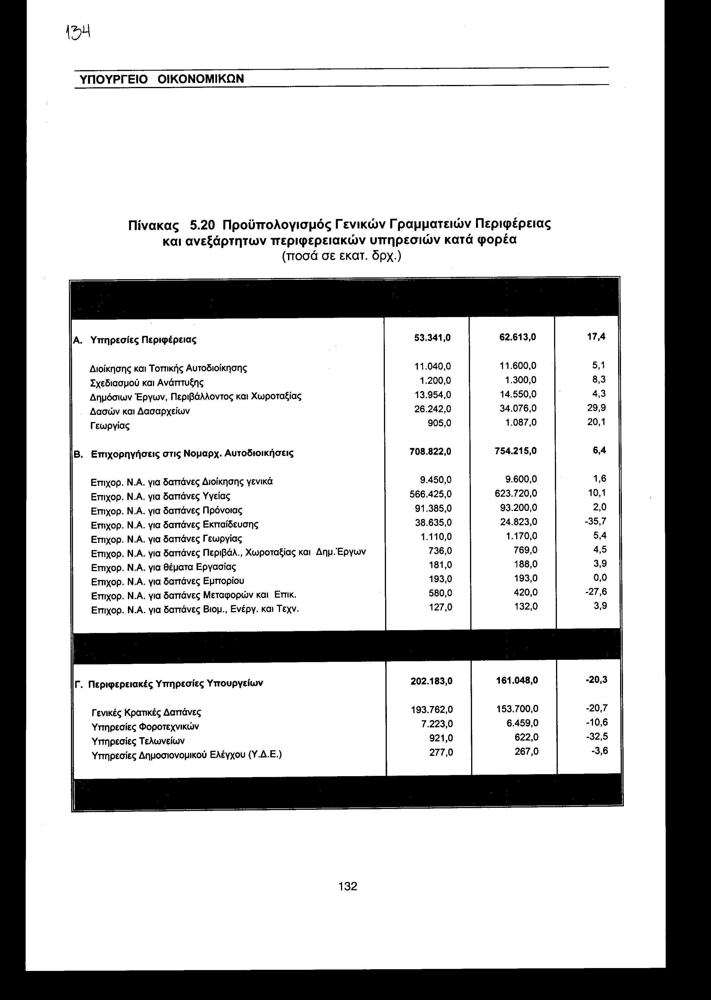 134
ΥΠΟΥΡΓΕΙΟ ΟΙΚΟΝΟΜΙΚΩΝ
Πίνακας 5.20 Προϋπολογισμός Γενικών Γραμματειών Περιφέρειας
και ανεξάρτητων περιφερειακών υπηρεσιών κατά φορέα
(ποσά σε εκατ. δρχ.)
Α. Υπηρεσίες Περιφέρειας 53.341,0 62.613,0 17,4
Διοίκησης και Τοπικής Αυτοδιοίκησης 11.040,0 11.600,0 5,1
Σχεδιασμού και Ανάπτυξης 1.200,0 1.300,0 8,3
Δημόσιων Έργων, Περιβάλλοντος και Χωροταξίας 13.954,0 14.550,0 4,3
Δασών και Δασαρχείων 26.242,0 34.076,0 29,9
Γεωργίας 905,0 1.087,0 20,1
Β. Επιχορηγήσεις στις Νομαρχ. Αυτοδιοικήσεις 708.822,0 754.215,0 6,4
Επιχορ. Ν.Α. για δαπάνες Διοίκησης γενικά 9.450,0 9.600,0 1,6
Επιχορ. Ν.Α. για δαπάνες Υγείας 566.425,0 623.720,0 10,1
Επιχορ. Ν.Α. για δαπάνες Πρόνοιας 91.385,0 93.200,0 2,0
Επιχορ. Ν.Α. για δαπάνες Εκπαίδευσης 38.635,0 24.823,0 -35,7
Επιχορ. Ν.Α. για δαπάνες Γεωργίας 1.110,0 1.170,0 5,4
Επιχορ. Ν.Α. για δαπάνες Περιβάλ., Χωροταξίας και Δημ.Έργων 736,0 769,0 4,5
Επιχορ. Ν.Α. για θέματα Εργασίας 181,0 188,0 3,9
Επιχορ. Ν.Α. για δαπάνες Εμπορίου 193,0 193,0 0,0
Επιχορ. Ν.Α. για δαπάνες Μεταφορών και Επικ. 580,0 420,0 -27,6
Επιχορ. Ν.Α. για δαπάνες Βιομ., Ενέργ. και Τεχν. 127,0 132,0 3,9
Γ. Περιφερειακές Υπηρεσίες Υπουργείων 202.183,0 161.048,0 -20,3
Γενικές Κρατικές Δαπάνες 193.762,0 153.700,0 -20,7
Υπηρεσίες Φοροτεχνικών 7.223,0 6.459,0 -10,6
Υπηρεσίες Τελωνείων 921,0 622,0 -32,5
Υπηρεσίες Δημοσιονομικού Ελέγχου (Υ.Δ.Ε.) 277,0 267,0 -3,6
132